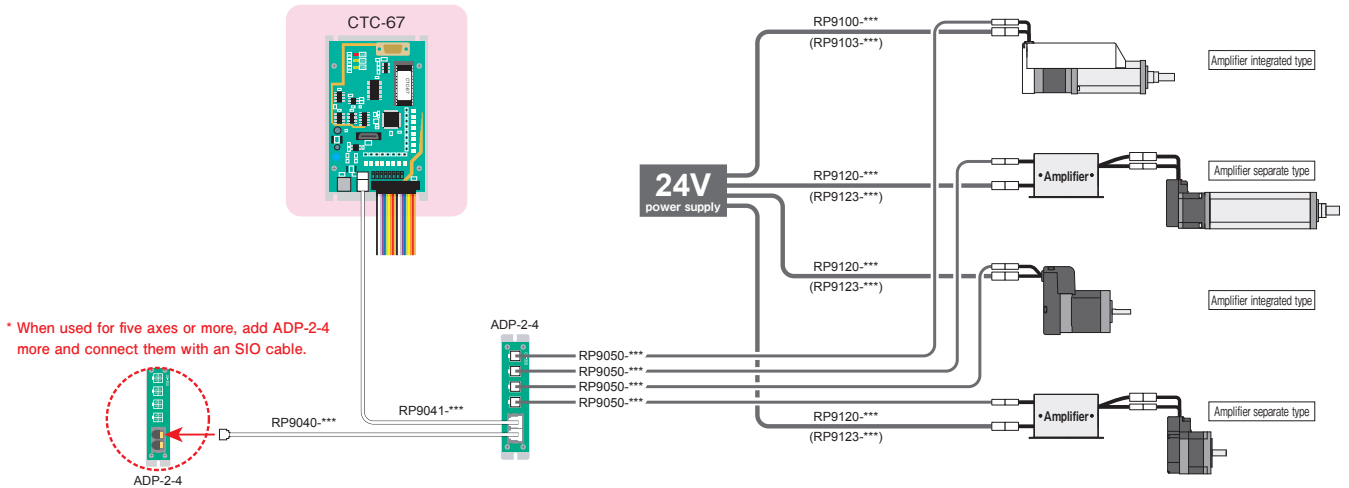 CTC-67
CTC67
RP9100-***
(RP9103-***)
Amplifier integrated type
24V
power supply
RP9120-***
(RP9123-***)
•Amplifier•
Amplifier separate type
RP9120-***
(RP9123-***)
Amplifier integrated type
* When used for five axes or more, add ADP-2-4
more and connect them with an SIO cable.
ADP-2-4
RP9050-***
RP9050-***
RP9050-***
RP9050-***
RP9041-***
RP9040-***
RP9120-***
(RP9123-***)
•Amplifier•
Amplifier separate type
ADP-2-4